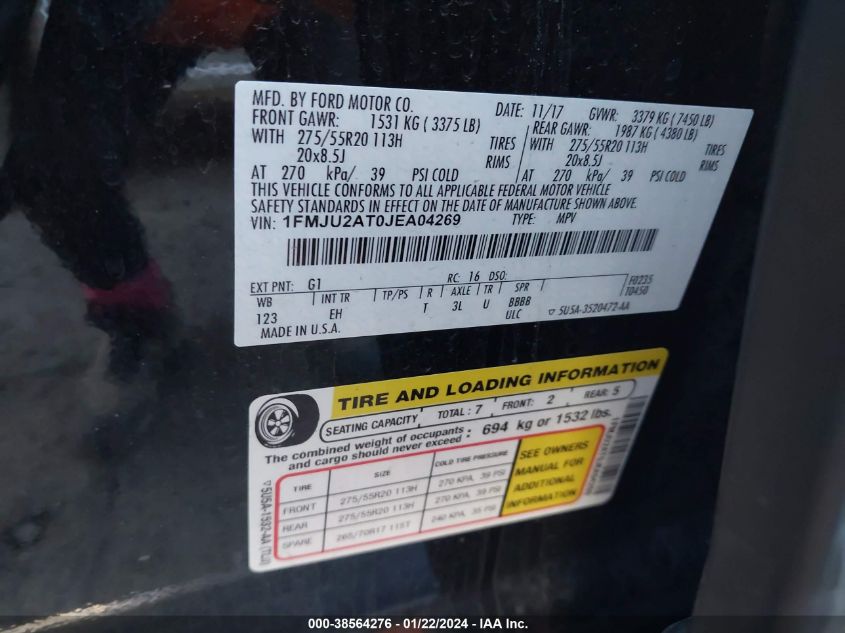 MFD. BY FORD MOTOR CO.
DATE: 11/17 GVWR: 3379 KG ( 7450 LB)
FRONT GAWR: 1531 KG ( 3375 LB) REAR GAWR: 1987 KG ( 4380 LB)
WITH 275/55R20 113H TIRES WITH 275/55R20 113H TIRES
20x8.5J RIMS 20x8.5J RIMS
AT 270 kPa/ 39 PSI COLD AT 270 kPa/ 39 PSI COLD
THIS VEHICLE CONFORMS TO ALL APPLICABLE FEDERAL MOTOR VEHICLE
SAFETY STANDARDS IN EFFECT ON THE DATE OF MANUFACTURE SHOWN ABOVE.
VIN: 1FMJU2AT0JEA04269 TYPE: MPV
EXT PNT: G1 RC: 16 DSO: F0235
WB INT TR TP/PS R AXLE TR SPR T0450
123 EH T 3L U BBBB
ULC ▽ 5U5A-3520472-AA
MADE IN U.S.A.
TIRE AND LOADING INFORMATION
SEATING CAPACITY TOTAL : 7 FRONT: 2 REAR: 5
The combined weight of occupants
and cargo should never exceed : 694 kg or 1532 lbs.
TIRE SIZE COLD TIRE PRESSURE
FRONT 275/55R20 113H 270 KPA, 39 PSI
REAR 275/55R20 113H 270 KPA, 39 PSI
SPARE 265/70R17 115T 240 KPA, 35 PSI
SEE OWNERS
MANUAL FOR
ADDITIONAL
INFORMATION
000-38564276 - 01/22/2024 - IAA Inc.